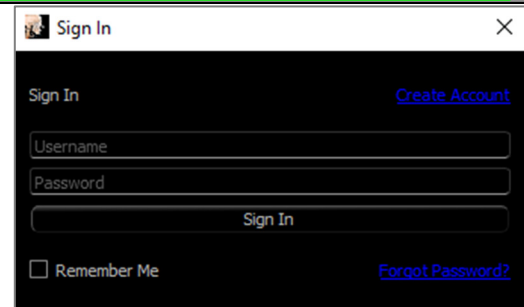 Sign In
Sign In Create Account
Username
Password
Sign In
Remember Me Forgot Password?